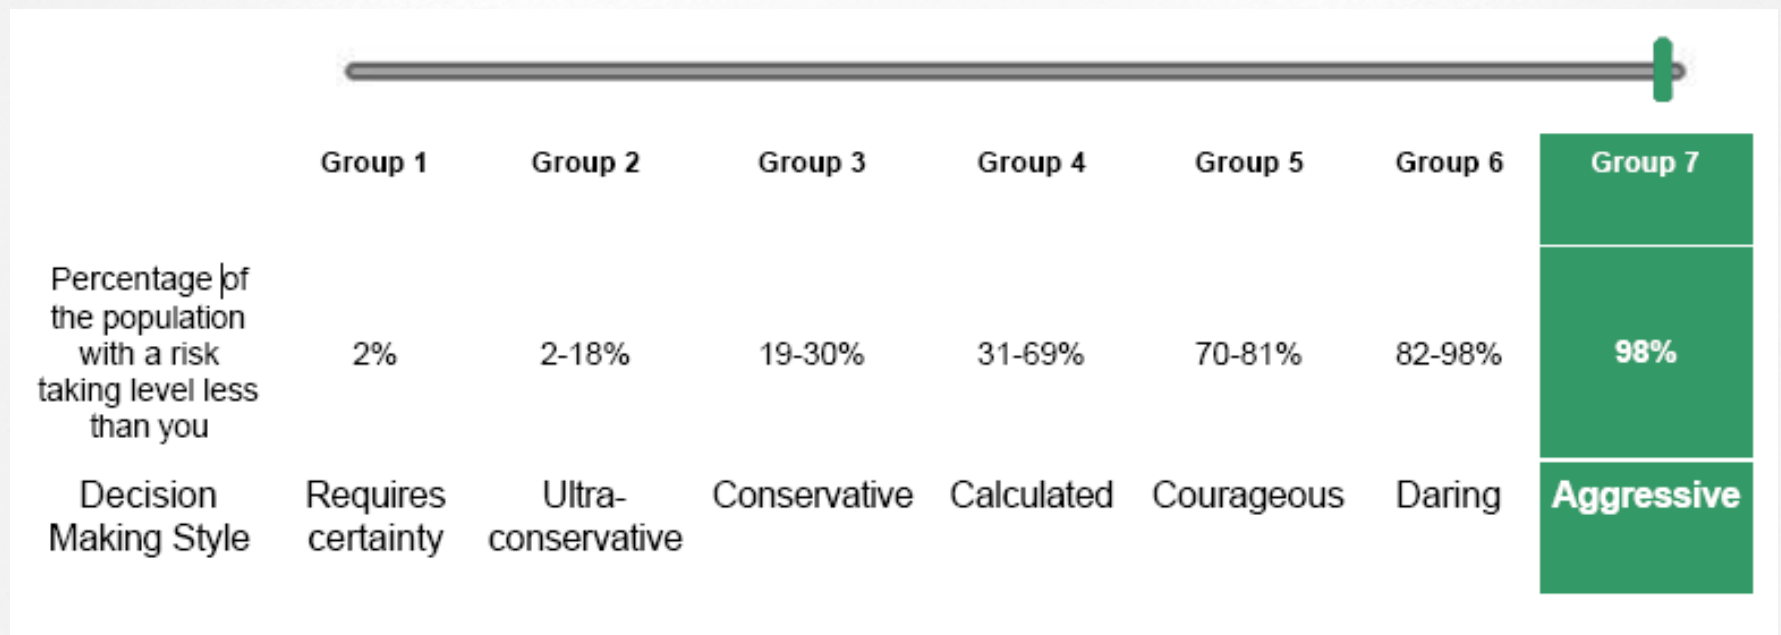 Group 1 Group 2 Group 3 Group 4 Group 5 Group 6 Group 7
Percentage of
the population
with a risk
taking level less
than you
2% 2-18% 19-30% 31-69% 70-81% 82-98% 98%
Decision
Making Style
Requires
certainty
Ultra-
conservative
Conservative
Calculated
Courageous
Daring
Aggressive